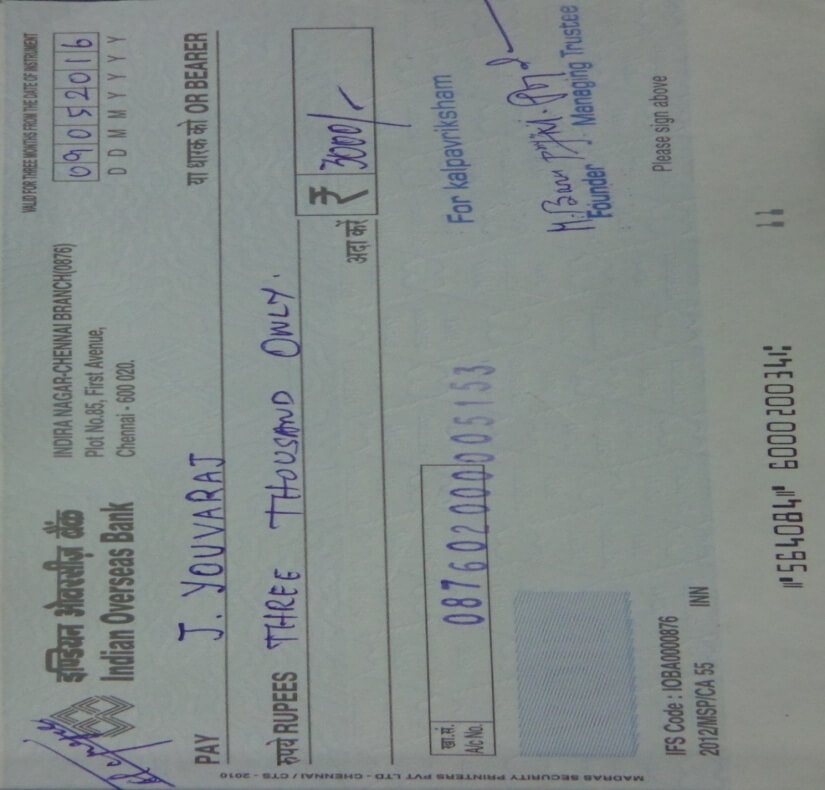 VALID FOR THREE MONTHS FROM THE DATE OF INSTRUMENT
09052016
D D M M Y Y Y Y
इण्डियन ओवरसीज़ बैंक
Indian Overseas Bank
INDIRA NAGAR-CHENNAI BRANCH(0876)
Plot No.85, First Avenue,
Chennai - 600 020.
PAY J. YOUVARAJ या धारक को OR BEARER
रुपये RUPEES THREE THOUSAND ONLY.
अदा करें ₹ 3000/-
खा.सं.
A/c No. 087602000005153
For kalpavriksham
Founder Managing Trustee
Please sign above
IFS Code : IOBA0000876
2012/MSP/CA 55 INN
MADRAS SECURITY PRINTERS PVT LTD - CHENNAI / CTS - 2010
⑈564084⑈ 600020034⑆ 11